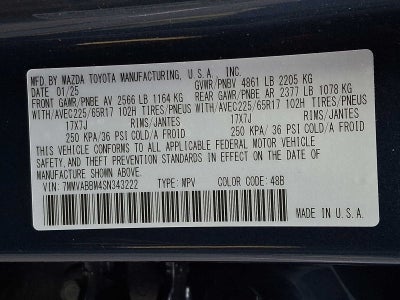 MFD BY MAZDA TOYOTA MANUFACTURING, U.S.A., INC.
DATE 01/25 GVWR/PNBV 4861 LB 2205 KG
FRONT GAWR/PNBE AV 2566 LB 1164 KG REAR GAWR/PNBE AR 2377 LB 1078 KG
WITH/AVEC225/65R17 102H TIRES/PNEUS WITH/AVEC225/65R17 102H TIRES/PNEUS
17X7J RIMS/JANTES 17X7J RIMS/JANTES
250 KPA/36 PSI COLD/A FROID 250 KPA/36 PSI COLD/A FROID
THIS VEHICLE CONFORMS TO ALL APPLICABLE FEDERAL MOTOR VEHICLE
SAFETY AND THEFT PREVENTION STANDARDS IN EFFECT ON THE DATE OF
MANUFACTURE SHOWN ABOVE.
VIN: 7MMVABBM4SN343222 TYPE: MPV COLOR CODE: 48B
MADE IN U.S.A.